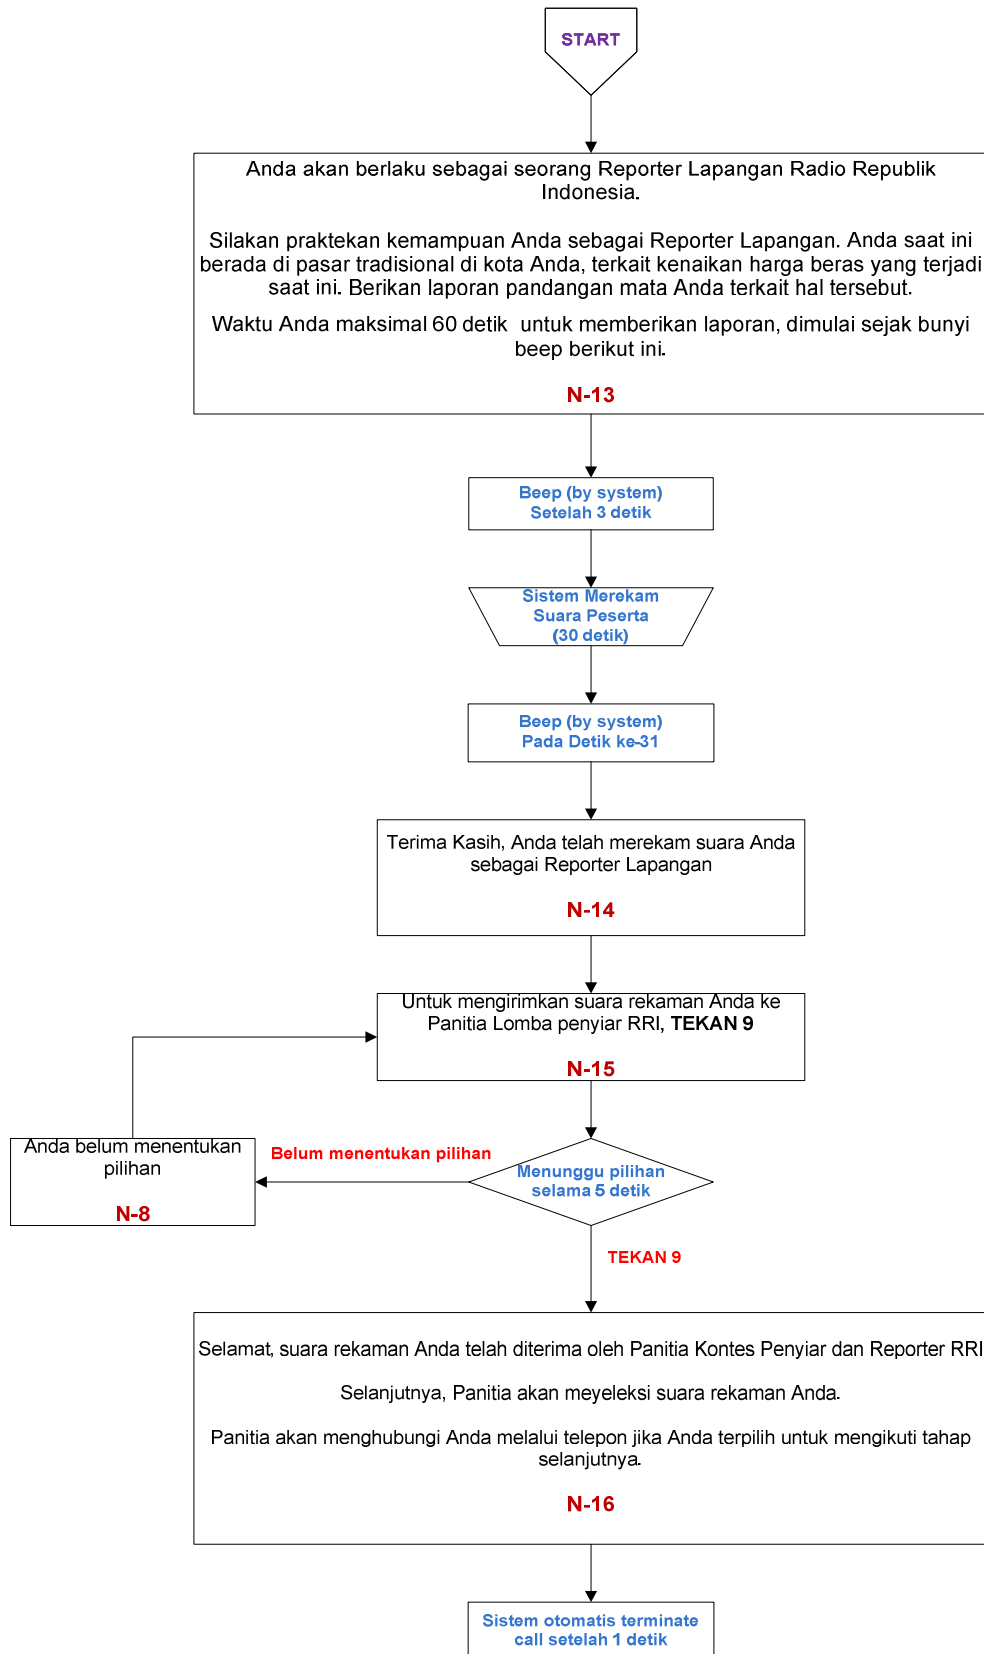 START
Anda akan berlaku sebagai seorang Reporter Lapangan Radio Republik
Indonesia.
Silakan praktekan kemampuan Anda sebagai Reporter Lapangan. Anda saat ini
berada di pasar tradisional di kota Anda, terkait kenaikan harga beras yang terjadi
saat ini. Berikan laporan pandangan mata Anda terkait hal tersebut.
Waktu Anda maksimal 60 detik  untuk memberikan laporan, dimulai sejak bunyi
beep berikut ini.
N-13
Beep (by system)
Setelah 3 detik
Sistem Merekam
Suara Peserta
(30 detik)
Beep (by system)
Pada Detik ke-31
Terima Kasih, Anda telah merekam suara Anda
sebagai Reporter Lapangan
N-14
Untuk mengirimkan suara rekaman Anda ke
Panitia Lomba penyiar RRI, TEKAN 9
N-15
Anda belum menentukan
pilihan
N-8
Belum menentukan pilihan
Menunggu pilihan
selama 5 detik
TEKAN 9
Selamat, suara rekaman Anda telah diterima oleh Panitia Kontes Penyiar dan Reporter RRI
Selanjutnya, Panitia akan meyeleksi suara rekaman Anda.
Panitia akan menghubungi Anda melalui telepon jika Anda terpilih untuk mengikuti tahap
selanjutnya.
N-16
Sistem otomatis terminate
call setelah 1 detik